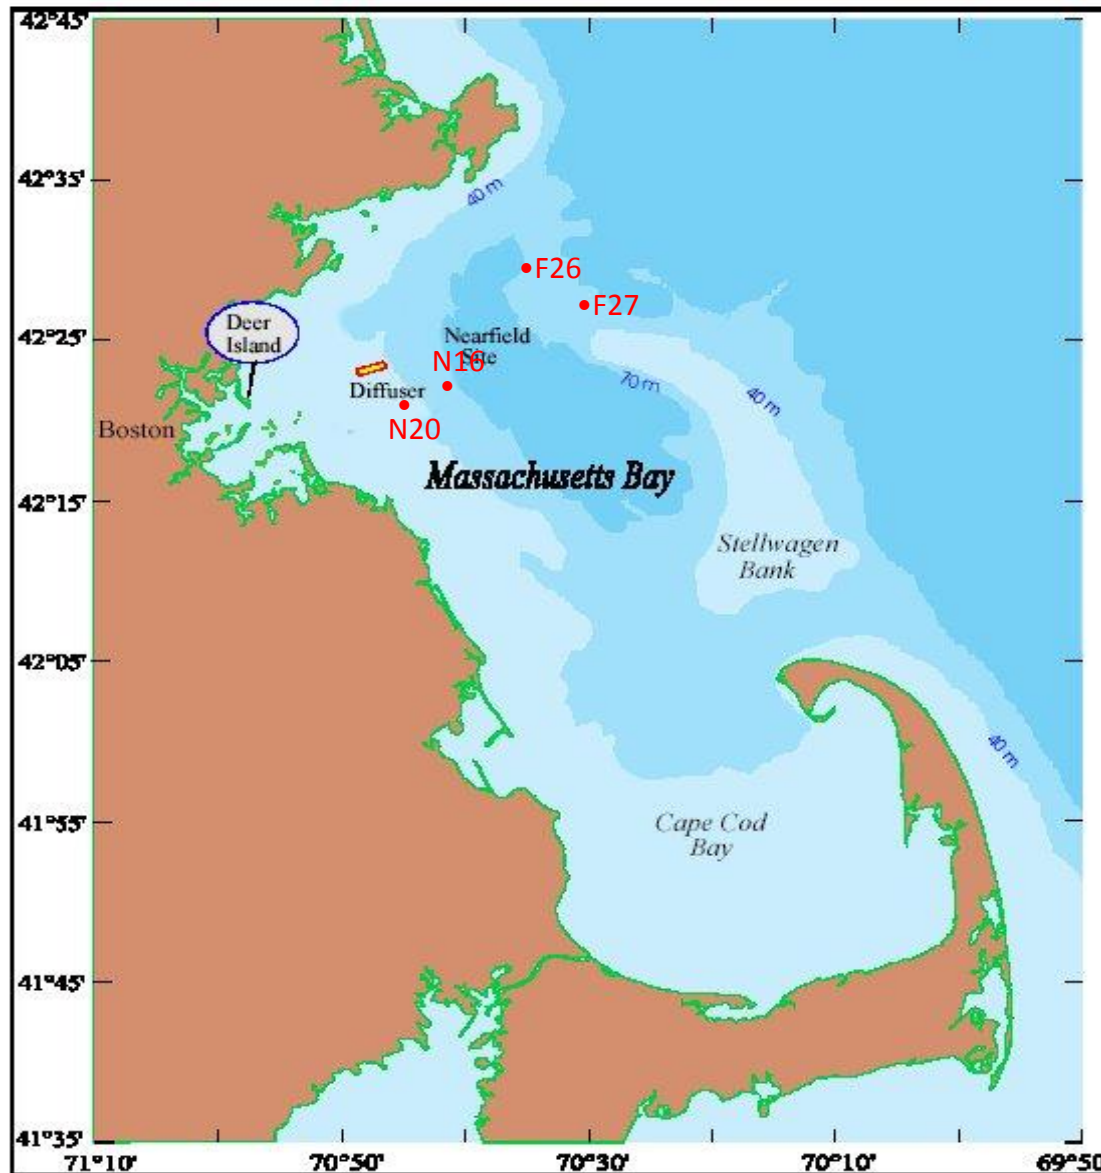 42°45'
42°35'
40 m
F26
F27
Deer
Island
42°25'
Nearfield
Site
N16
70 m
40 m
Diffuser
N20
Boston
Massachusetts Bay
42°15'
Stellwagen
Bank
42°05'
40 m
41°55'
Cape Cod
Bay
41°45'
41°35'
71°10'
70°50'
70°30'
70°10'
69°50